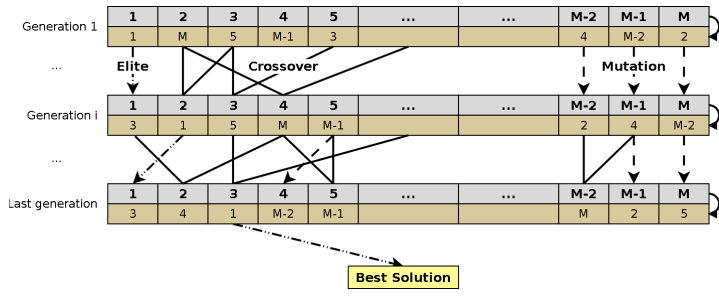 1 2 3 4 5 ... ... M-2 M-1 M
Generation 1
1 M 5 M-1 3 4 M-2 2
... Elite Crossover Mutation
1 2 3 4 5 ... ... M-2 M-1 M
Generation i
3 1 5 M M-1 2 4 M-2
...
1 2 3 4 5 ... ... M-2 M-1 M
Last generation
3 4 1 M-2 M-1 M 2 5
Best Solution